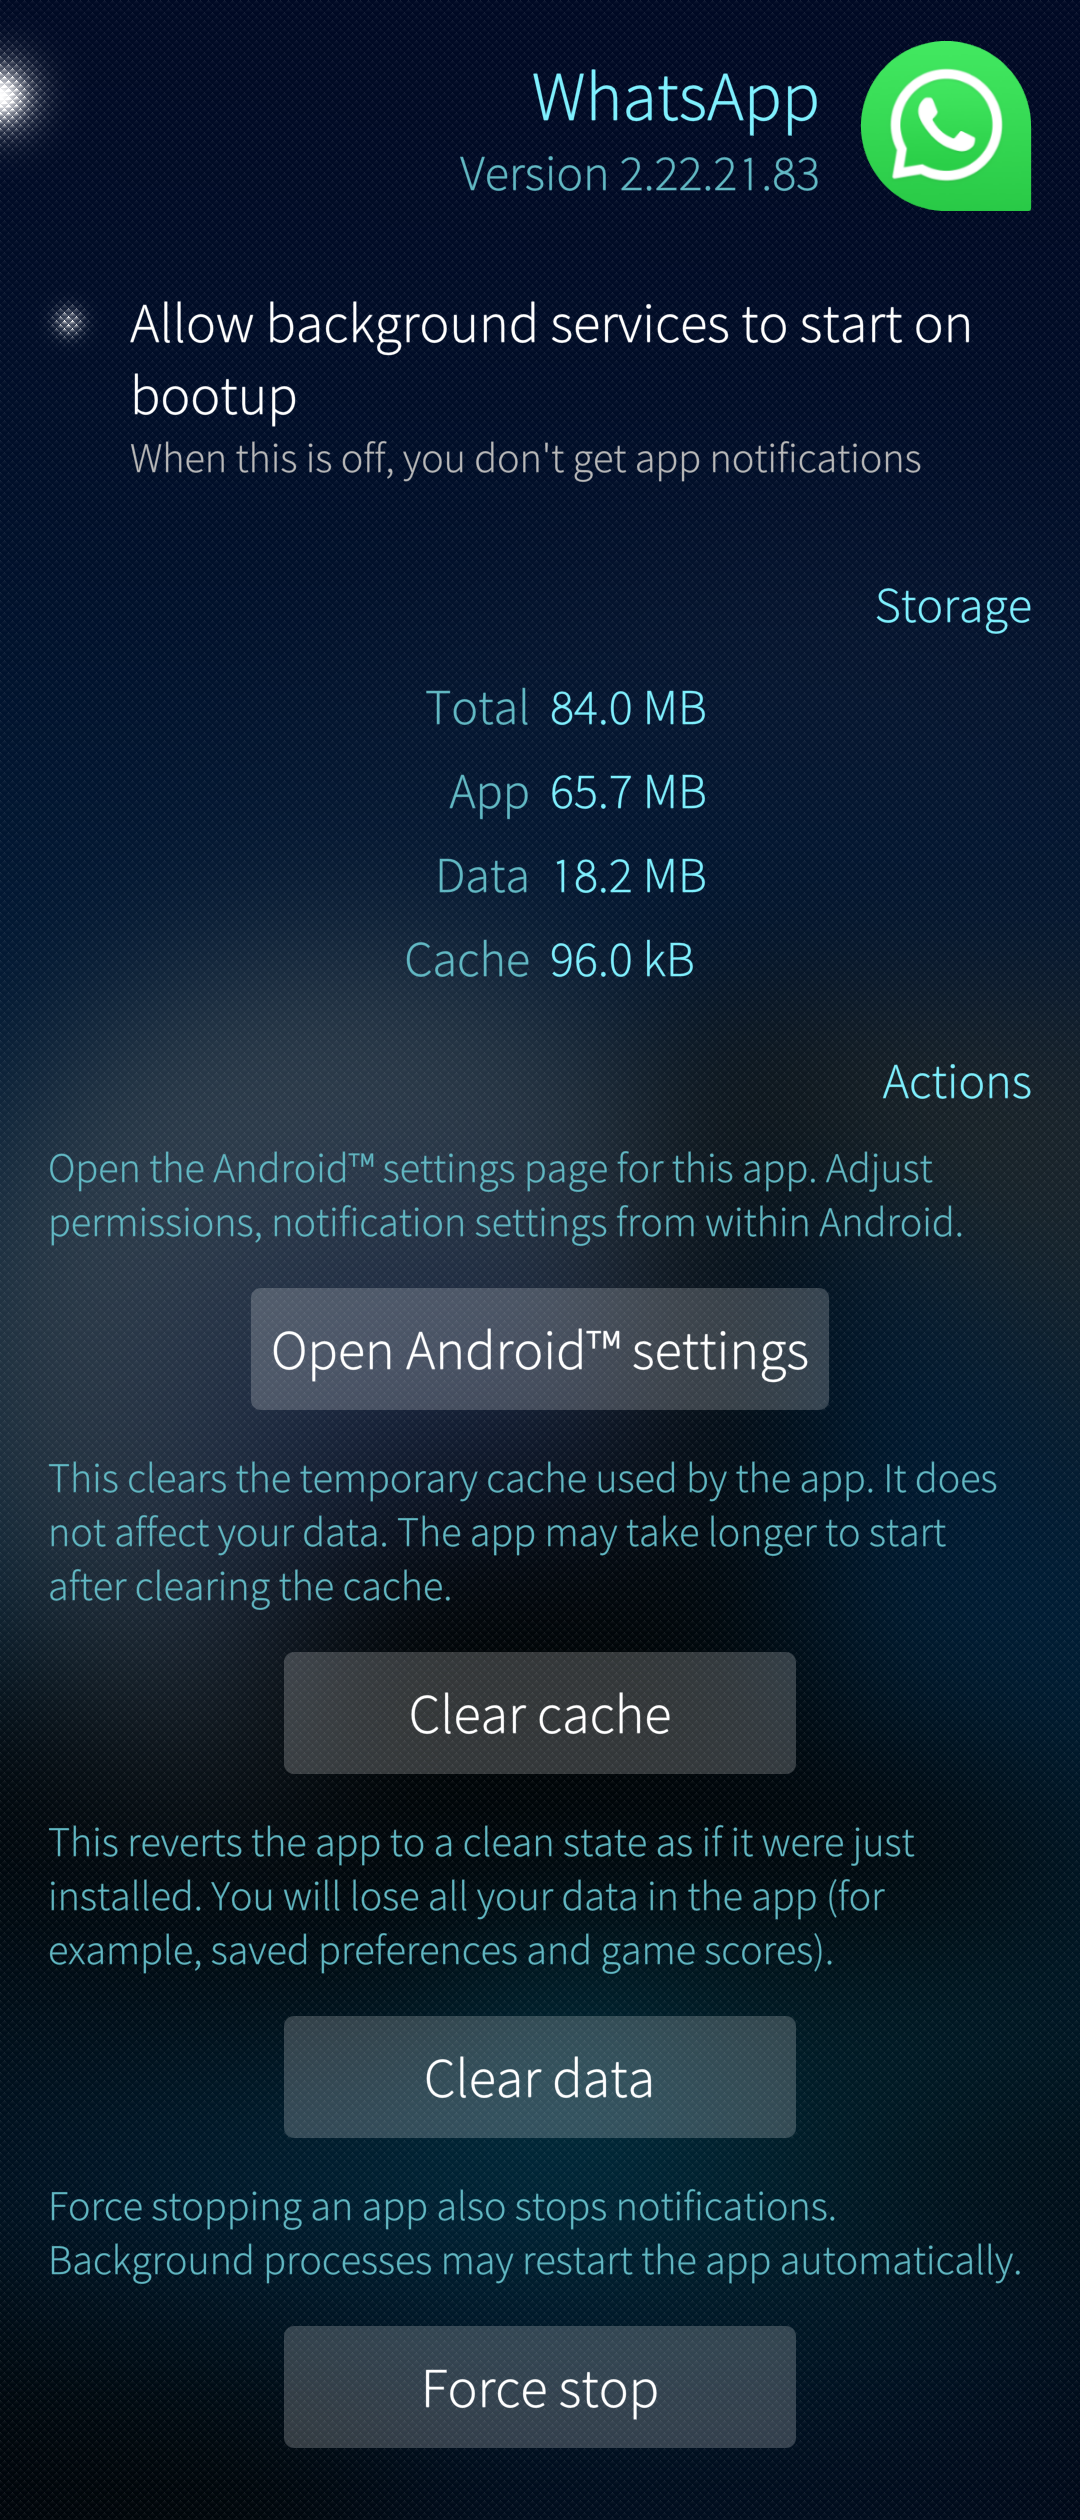 WhatsApp
Version 2.22.21.83
Allow background services to start on
bootup
When this is off, you don't get app notifications
Storage
Total 84.0 MB
App 65.7 MB
Data 18.2 MB
Cache 96.0 kB
Actions
Open the Android™ settings page for this app. Adjust
permissions, notification settings from within Android.
Open Android™ settings
This clears the temporary cache used by the app. It does
not affect your data. The app may take longer to start
after clearing the cache.
Clear cache
This reverts the app to a clean state as if it were just
installed. You will lose all your data in the app (for
example, saved preferences and game scores).
Clear data
Force stopping an app also stops notifications.
Background processes may restart the app automatically.
Force stop